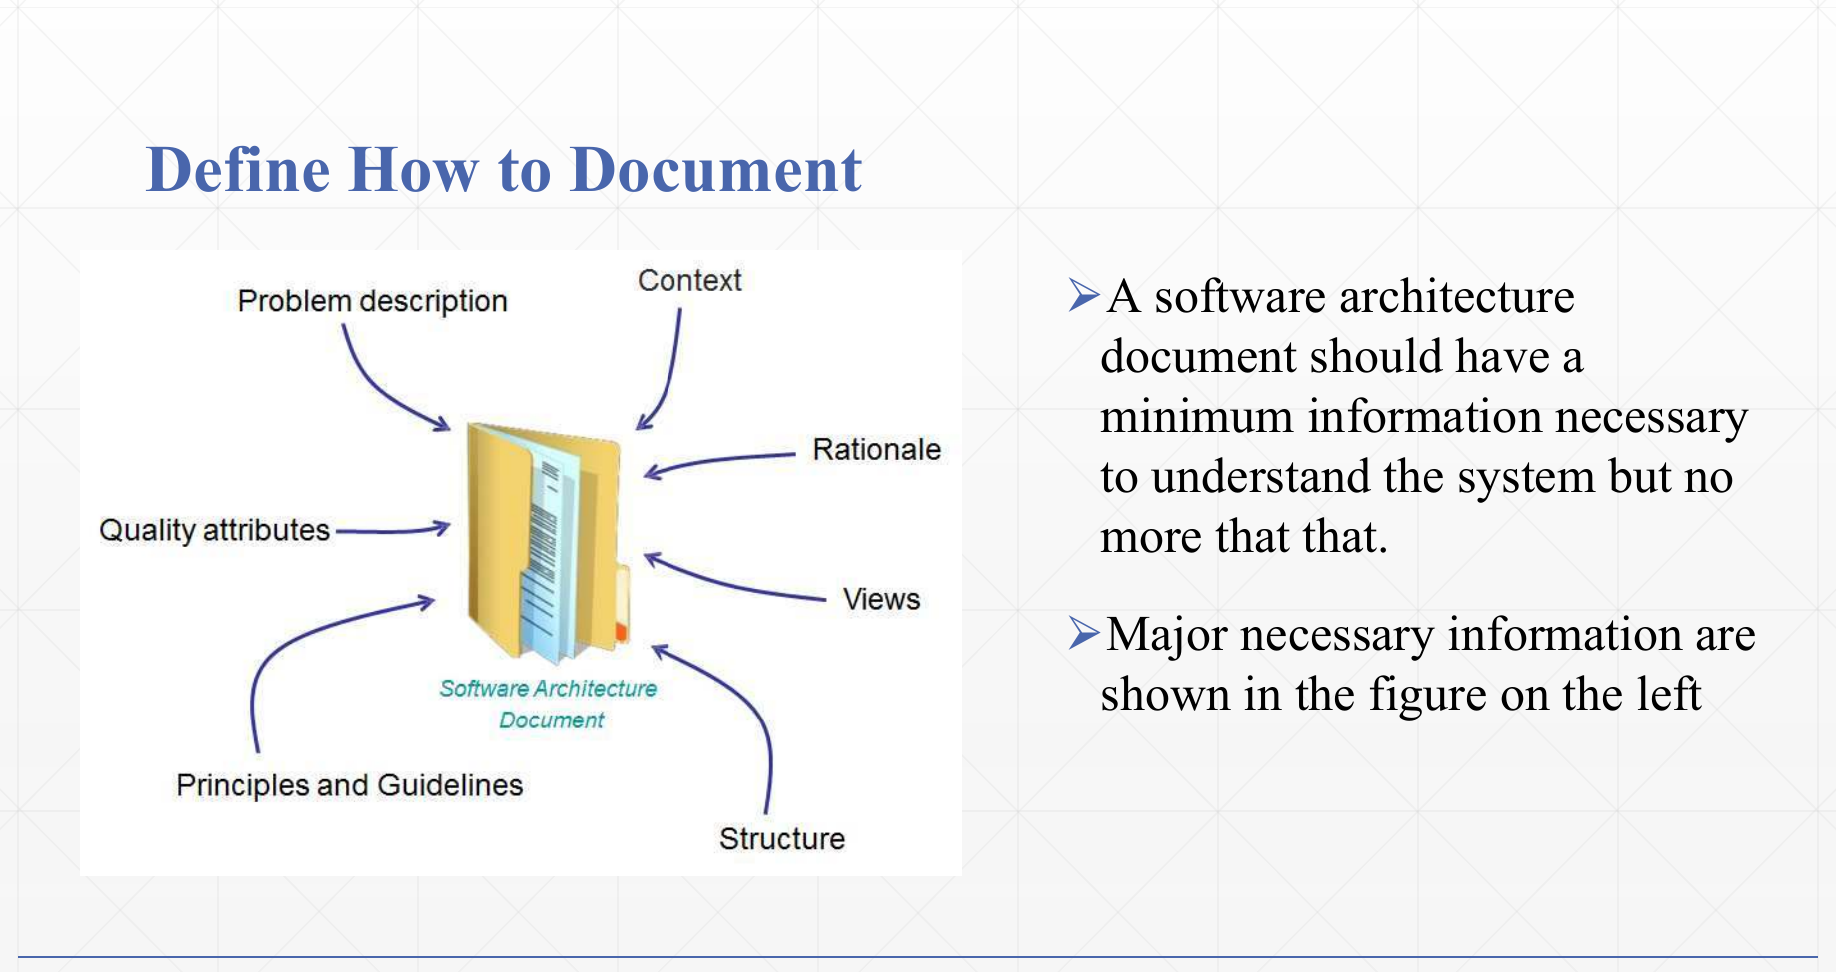 Define How to Document
Problem description
Context
Rationale
Quality attributes
Views
Software Architecture
Document
Principles and Guidelines
Structure
➢A software architecture
document should have a
minimum information necessary
to understand the system but no
more that that.
➢Major necessary information are
shown in the figure on the left